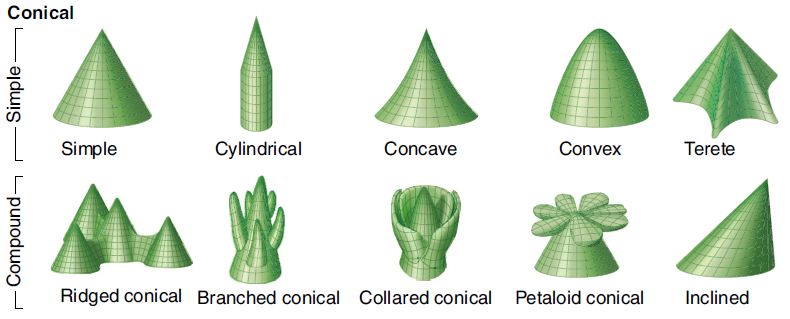 Conical
Simple
Simple
Cylindrical
Concave
Convex
Terete
Compound
Ridged conical
Branched conical
Collared conical
Petaloid conical
Inclined